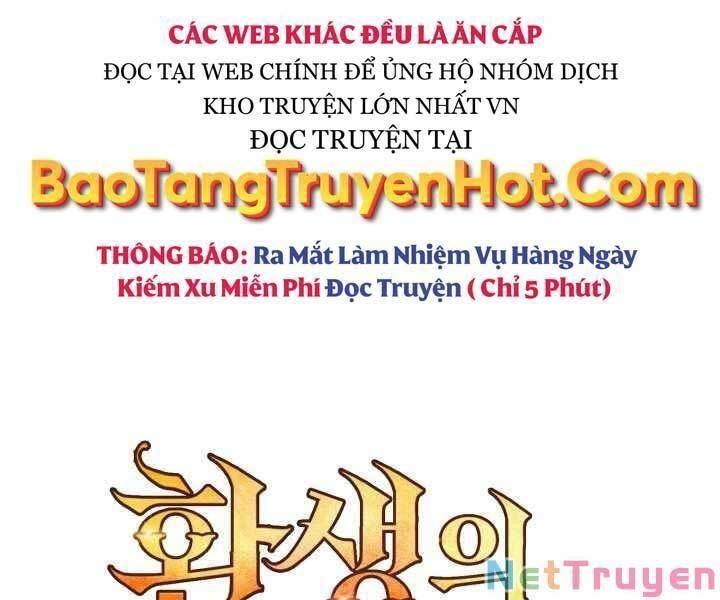 CÁC WEB KHÁC ĐỀU LÀ ĂN CẮP
ĐỌC TẠI WEB CHÍNH ĐỂ ỦNG HỘ NHÓM DỊCH
KHO TRUYỆN LỚN NHẤT VN
ĐỌC TRUYỆN TẠI
BaoTangTruyenHot.Com
THÔNG BÁO: Ra Mắt Làm Nhiệm Vụ Hàng Ngày
Kiếm Xu Miễn Phí Đọc Truyện ( Chỉ 5 Phút)
환생의
NetTruyen